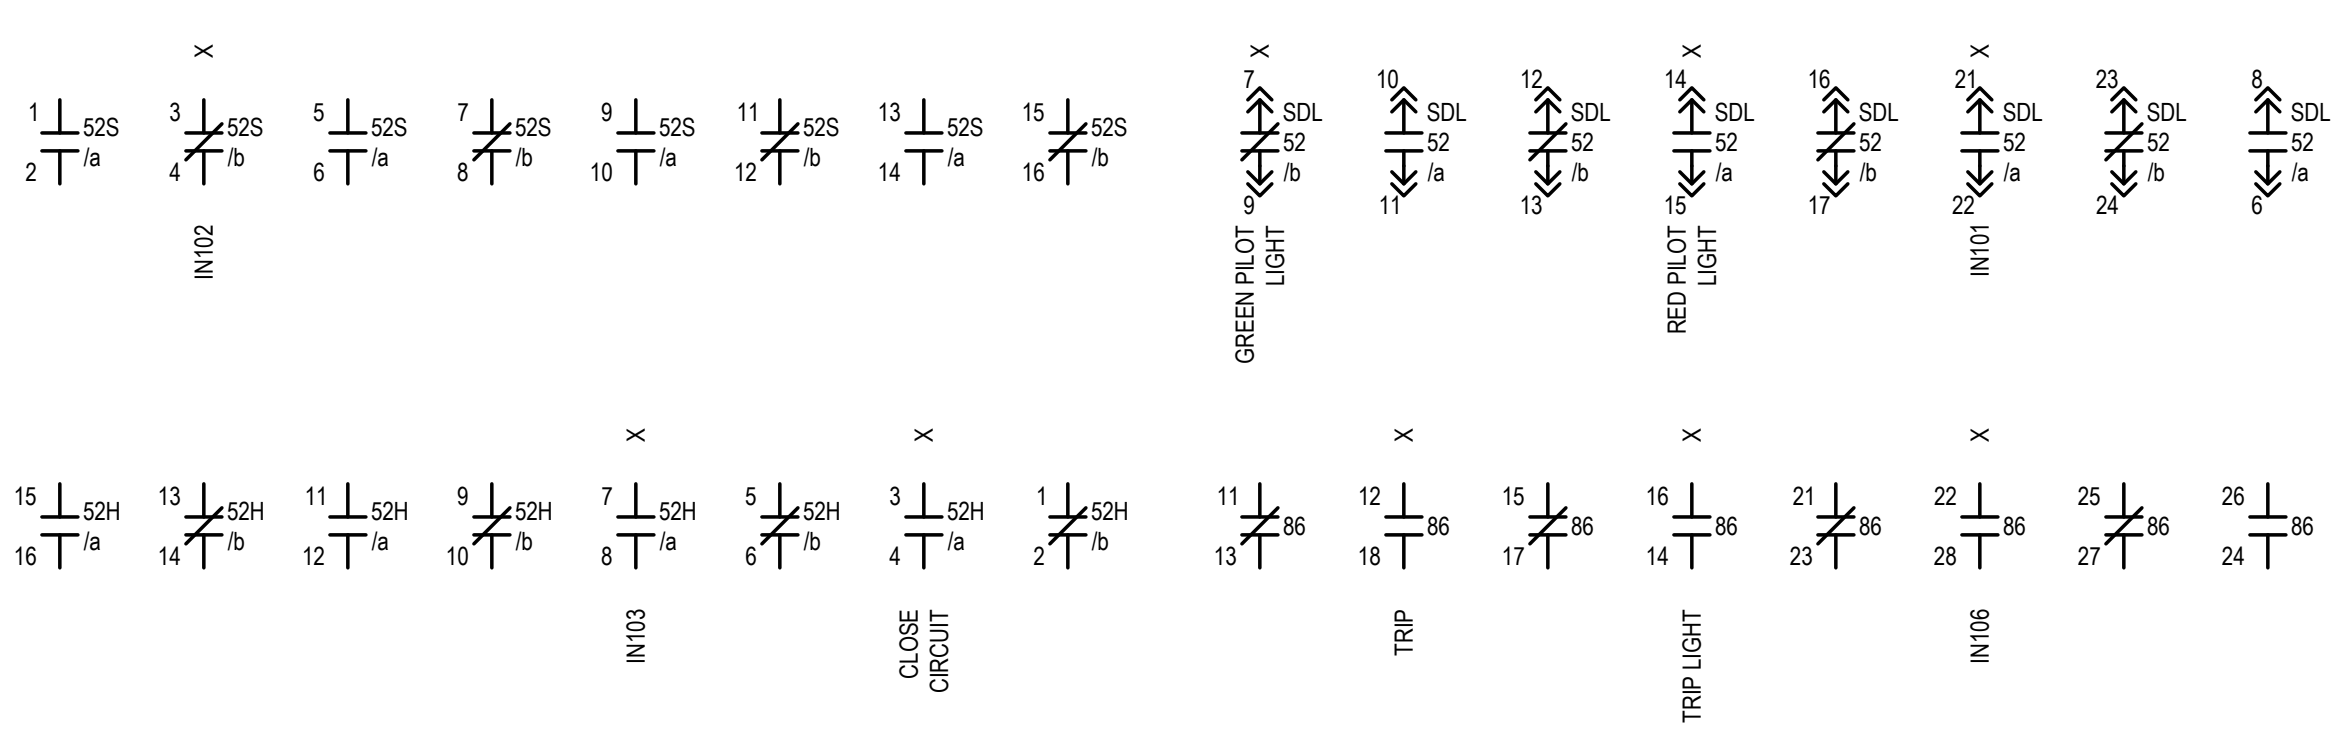 X X X X
7 10 12 14 16 21 23 8
1 3 5 7 9 11 13 15 SDL SDL SDL SDL SDL SDL SDL SDL
52S 52S 52S 52S 52S 52S 52S 52S 52 52 52 52 52 52 52 52
/a /b /a /b /a /b /a /b
2 4 6 8 10 12 14 16 /b /a /b /a /b /a /b /a
9 11 13 15 17 22 24 6
IN102
GREEN PILOT
LIGHT
RED PILOT
LIGHT
IN101
X X X X X
15 13 11 9 7 5 3 1 11 12 15 16 21 22 25 26
52H 52H 52H 52H 52H 52H 52H 52H 86 86 86 86 86 86 86 86
/a /b /a /b /a /b /a /b
16 14 12 10 8 6 4 2 13 18 17 14 23 28 27 24
IN103
CLOSE
CIRCUIT
TRIP
TRIP LIGHT
IN106